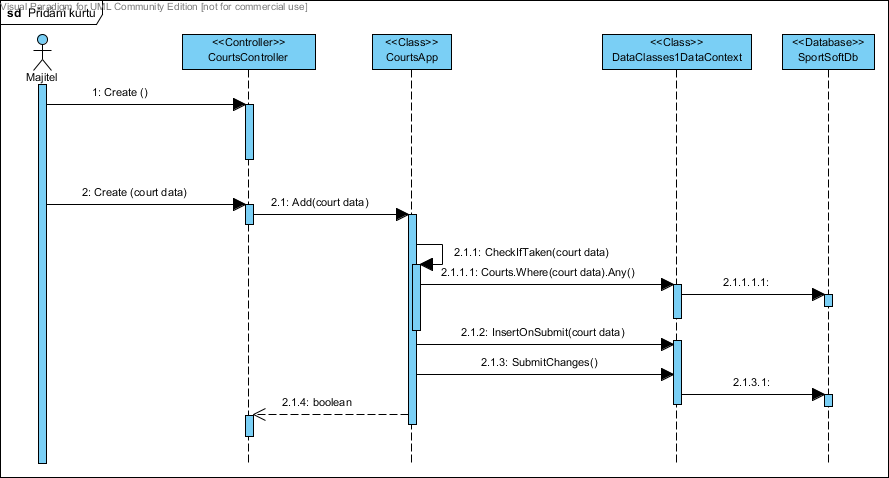 Visual Paradigm for UML Community Edition [not for commercial use]
sd Pridani kurtu
<<Controller>>
CourtsController
<<Class>>
CourtsApp
<<Class>>
DataClasses1DataContext
<<Database>>
SportSoftDb
Majitel
1: Create ()
2: Create (court data)
2.1: Add(court data)
2.1.1: CheckIfTaken(court data)
2.1.1.1: Courts.Where(court data).Any()
2.1.1.1.1:
2.1.2: InsertOnSubmit(court data)
2.1.3: SubmitChanges()
2.1.3.1:
2.1.4: boolean